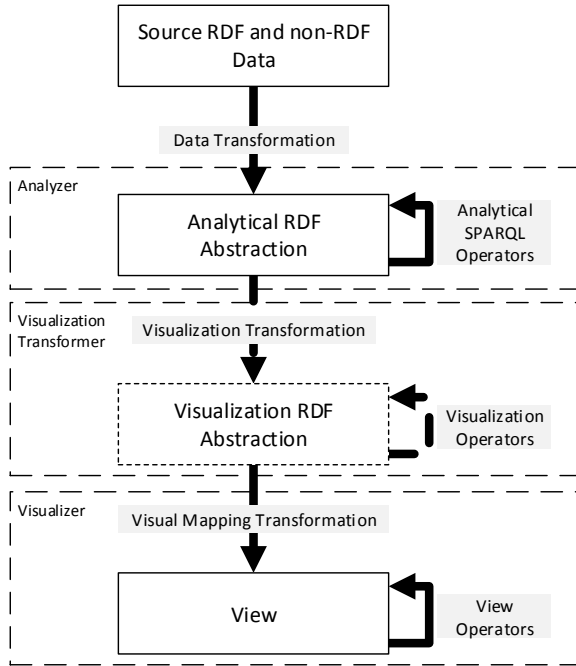 Source RDF and non-RDF
Data
Data Transformation
Analyzer
Analytical RDF
Abstraction
Analytical
SPARQL
Operators
Visualization
Transformer
Visualization Transformation
Visualization RDF
Abstraction
Visualization
Operators
Visualizer
Visual Mapping Transformation
View
View
Operators